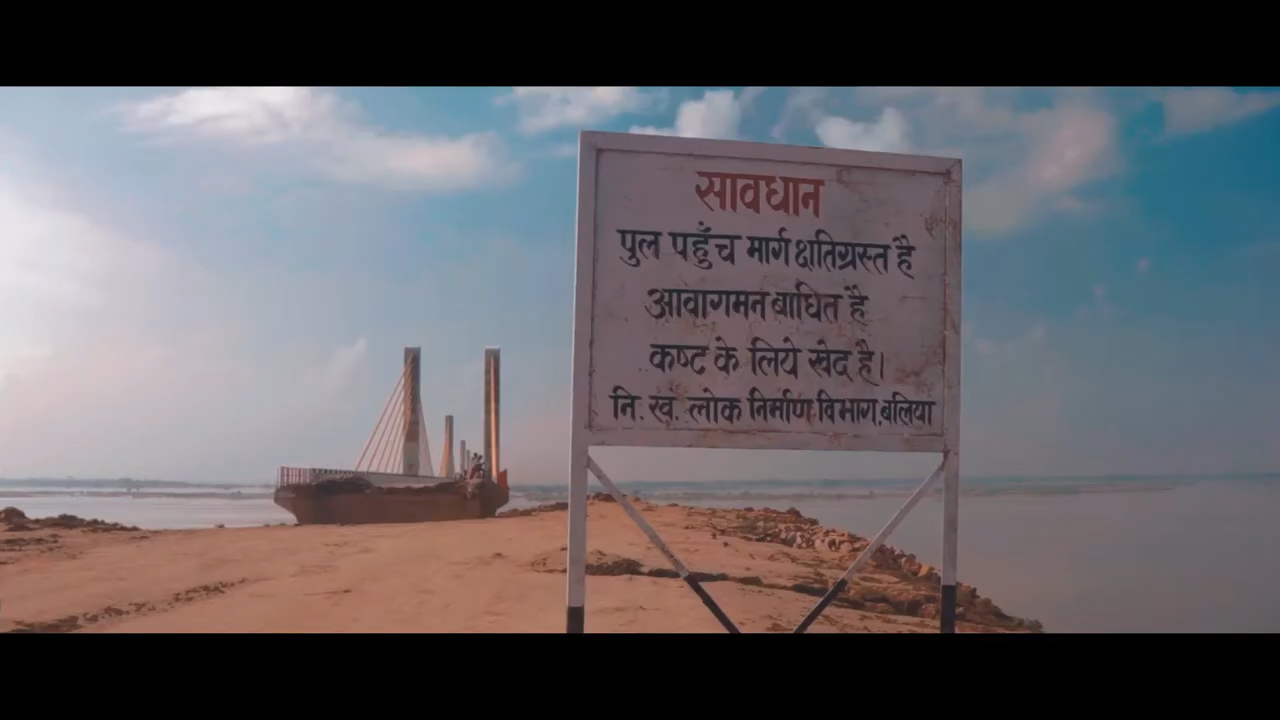 सावधान
पुल पहुँच मार्ग क्षतिग्रस्त है
आवागमन बाधित है
कष्ट के लिये खेद है।
नि. ख. लोक निर्माण विभाग, बलिया